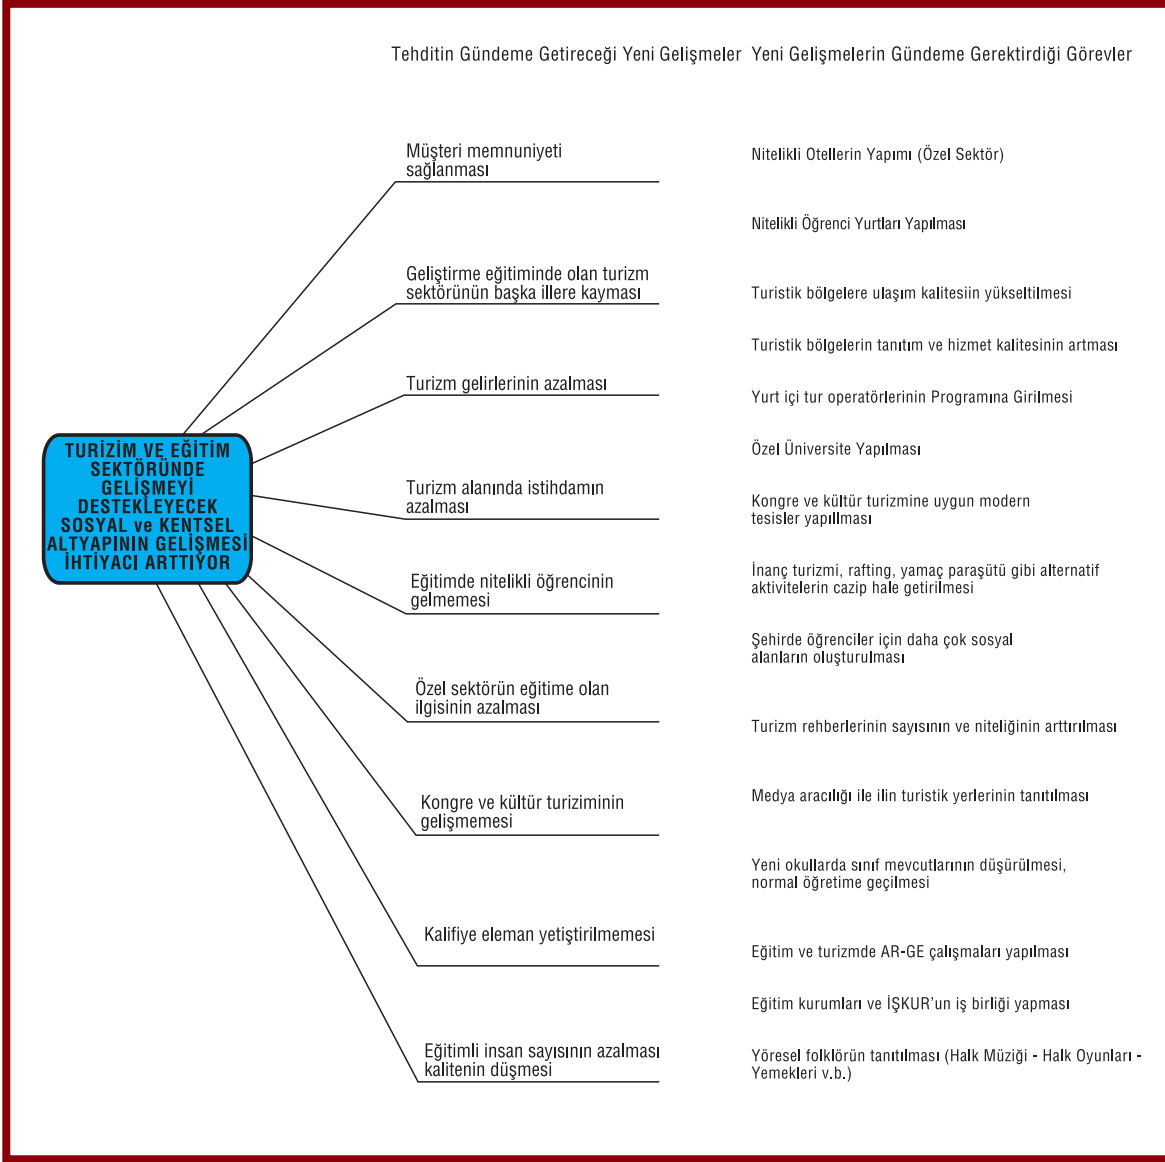 Tehditin Gündeme Getireceği Yeni Gelişmeler
Yeni Gelişmelerin Gündeme Gerektirdiği Görevler
TURİZİM VE EĞİTİM
SEKTÖRÜNDE
GELİŞMEYİ
DESTEKLEYECEK
SOSYAL ve KENTSEL
ALTYAPININ GELİŞMESİ
İHTİYACI ARTTIYOR
Müşteri memnuniyeti
sağlanması
Geliştirme eğitiminde olan turizm
sektörünün başka illere kayması
Turizm gelirlerinin azalması
Turizm alanında istihdamın
azalması
Eğitimde nitelikli öğrencinin
gelmemesi
Özel sektörün eğitime olan
ilgisinin azalması
Kongre ve kültür turiziminin
gelişmemesi
Kalifiye eleman yetiştirilmemesi
Eğitimli insan sayısının azalması
kalitenin düşmesi
Nitelikli Otellerin Yapımı (Özel Sektör)
Nitelikli Öğrenci Yurtları Yapılması
Turistik bölgelere ulaşım kalitesiin yükseltilmesi
Turistik bölgelerin tanıtım ve hizmet kalitesinin artması
Yurt içi tur operatörlerinin Programına Girilmesi
Özel Üniversite Yapılması
Kongre ve kültür turizmine uygun modern
tesisler yapıllması
İnanç turizmi, rafting, yamaç paraşütü gibi alternatif
aktivitelerin cazip hale getirilmesi
Şehirde öğrenciler için daha çok sosyal
alanların oluşturulması
Turizm rehberlerinin sayısının ve niteliğinin arttırılması
Medya aracılığı ile ilin turistik yerlerinin tanıtılması
Yeni okullarda sınıf mevcutlarının düşürülmesi,
normal öğretime geçilmesi
Eğitim ve turizmde AR-GE çalışmaları yapılması
Eğitim kurumları ve İŞKUR'un iş birliği yapması
Yöresel folklörün tanıtılması (Halk Müziği - Halk Oyunları -
Yemekleri v.b.)